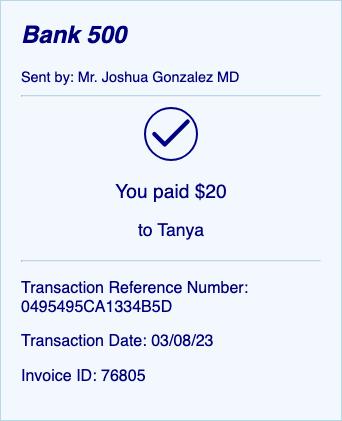 Bank 500
Sent by: Mr. Joshua Gonzalez MD
You paid $20
to Tanya
Transaction Reference Number:
0495495CA1334B5D
Transaction Date: 03/08/23
Invoice ID: 76805